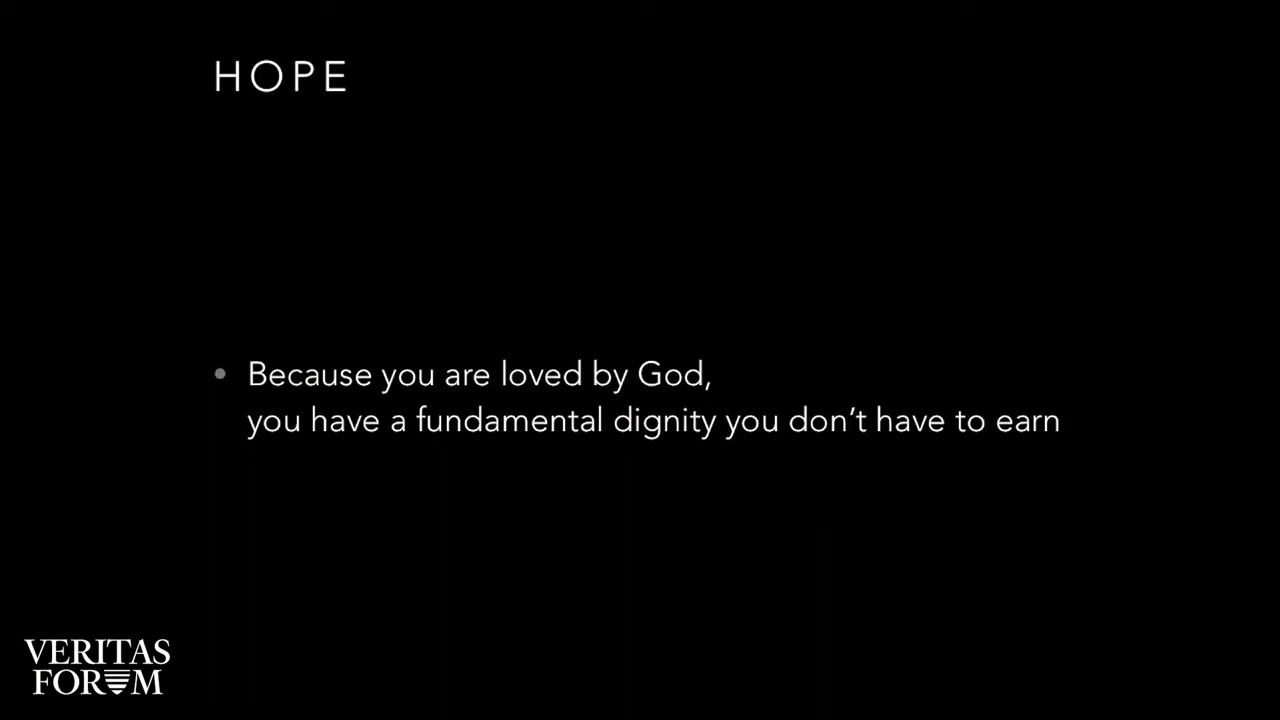 HOPE
• Because you are loved by God,
you have a fundamental dignity you don’t have to earn
VERITAS
FORUM